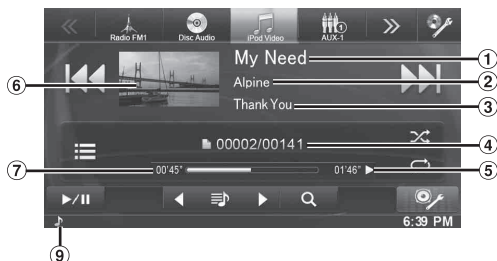 Radio FM1
Disc Audio
iPod Video
AUX-1
1
My Need
1
Alpine
2
6
Thank You
3
00002/00141
4
7
00'45"
01'46"
5
6:39 PM
9